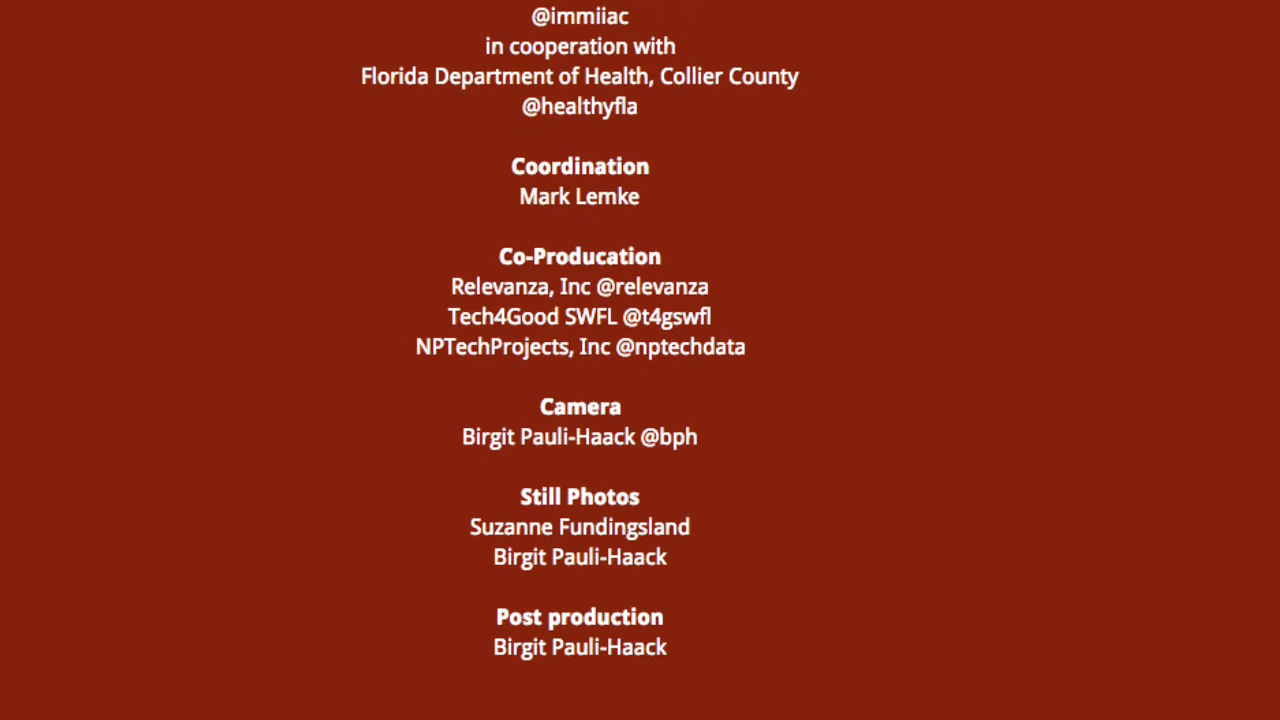 @immiiac
in cooperation with
Florida Department of Health, Collier County
@healthyfla
Coordination
Mark Lemke
Co-Producation
Relevanza, Inc @relevanza
Tech4Good SWFL @t4gswfl
NPTechProjects, Inc @nptechdata
Camera
Birgit Pauli-Haack @bph
Still Photos
Suzanne Fundingsland
Birgit Pauli-Haack
Post production
Birgit Pauli-Haack